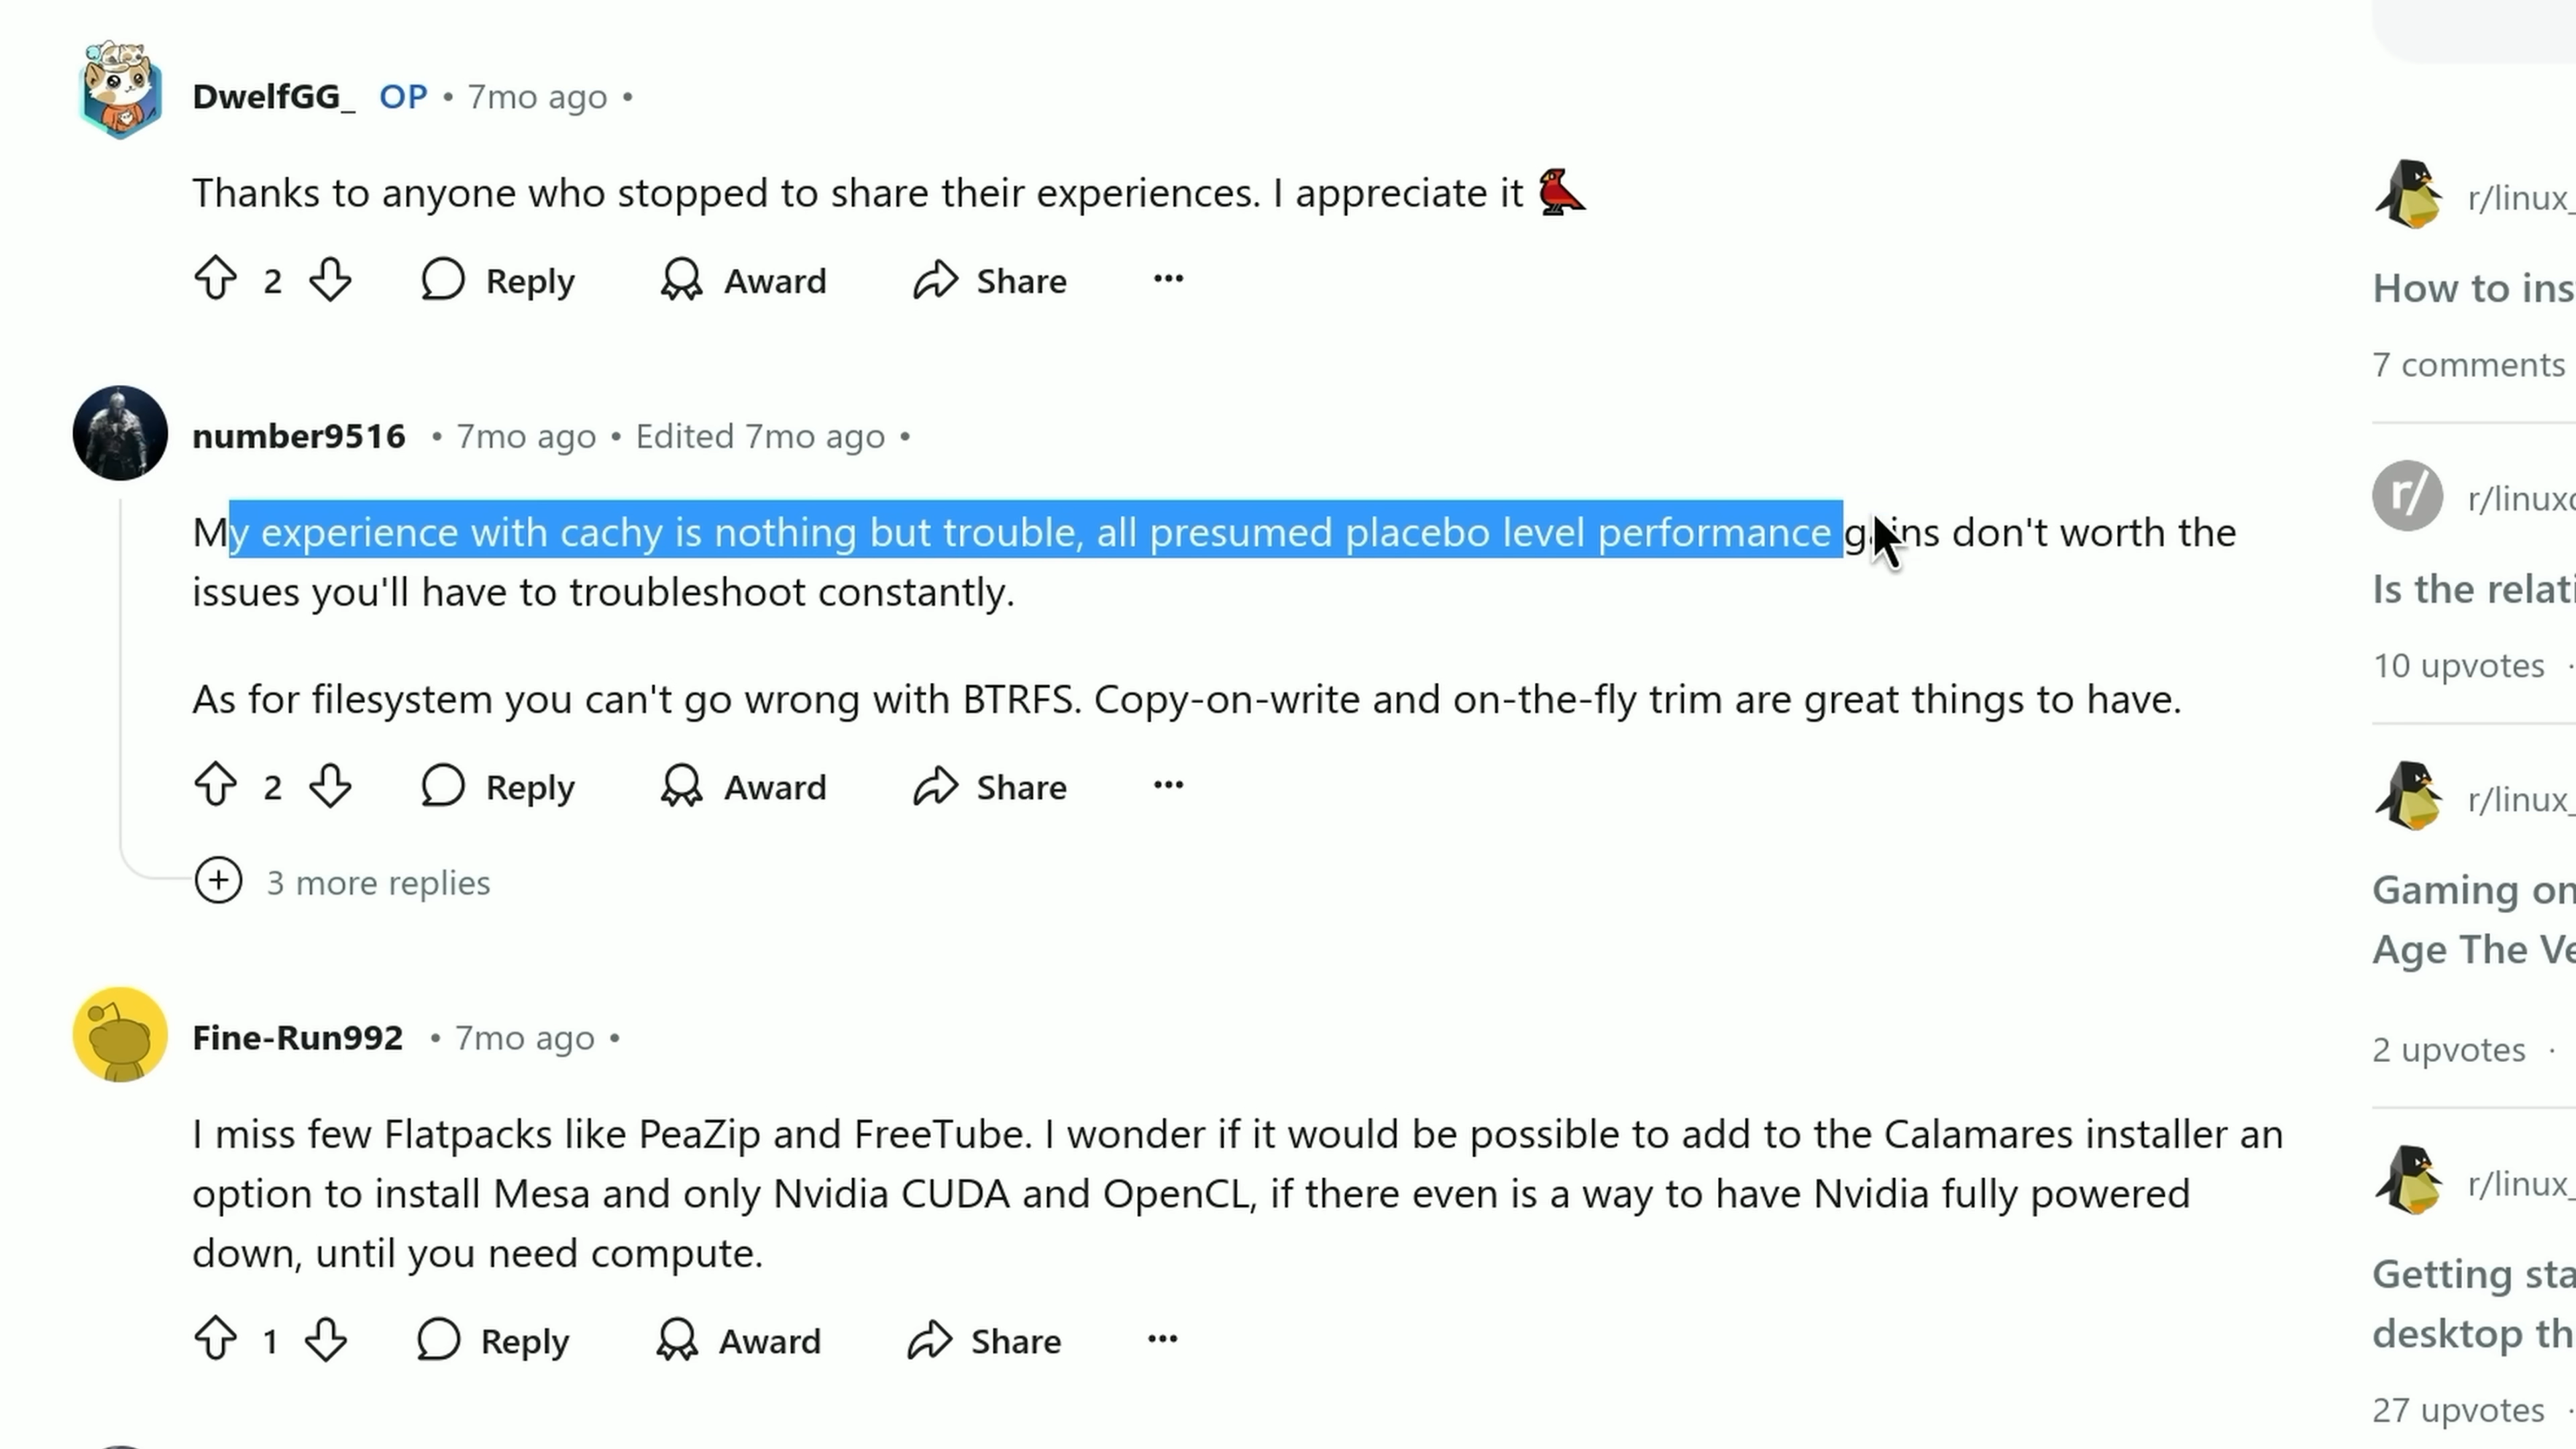 DwelfGG_ OP • 7mo ago •
Thanks to anyone who stopped to share their experiences. I appreciate it
2 Reply Award Share ...
number9516 • 7mo ago • Edited 7mo ago •
My experience with cachy is nothing but trouble, all presumed placebo level performance gains don't worth the
issues you'll have to troubleshoot constantly.
As for filesystem you can't go wrong with BTRFS. Copy-on-write and on-the-fly trim are great things to have.
2 Reply Award Share ...
3 more replies
Fine-Run992 • 7mo ago •
I miss few Flatpacks like PeaZip and FreeTube. I wonder if it would be possible to add to the Calamares installer an
option to install Mesa and only Nvidia CUDA and OpenCL, if there even is a way to have Nvidia fully powered
down, until you need compute.
1 Reply Award Share ...
r/linux_
How to ins
7 comments
r/
r/linuxc
Is the relati
10 upvotes ·
r/linux_
Gaming on
Age The Ve
2 upvotes ·
r/linux_
Getting sta
desktop th
27 upvotes ·